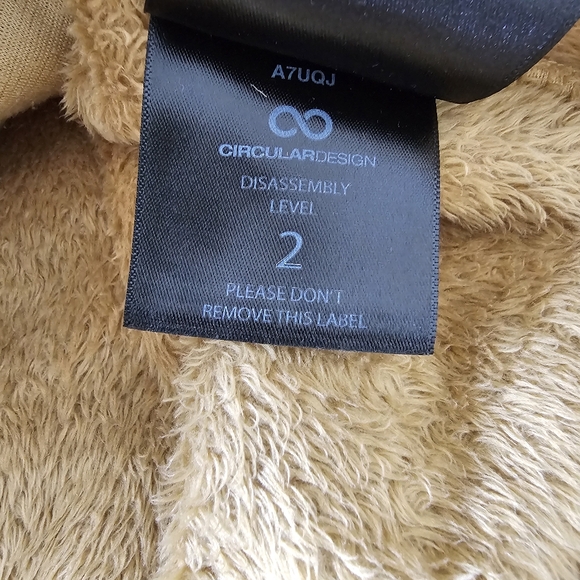 A7UQJ
CIRCULARDESIGN
DISASSEMBLY
LEVEL
2
PLEASE DON'T
REMOVE THIS LABEL